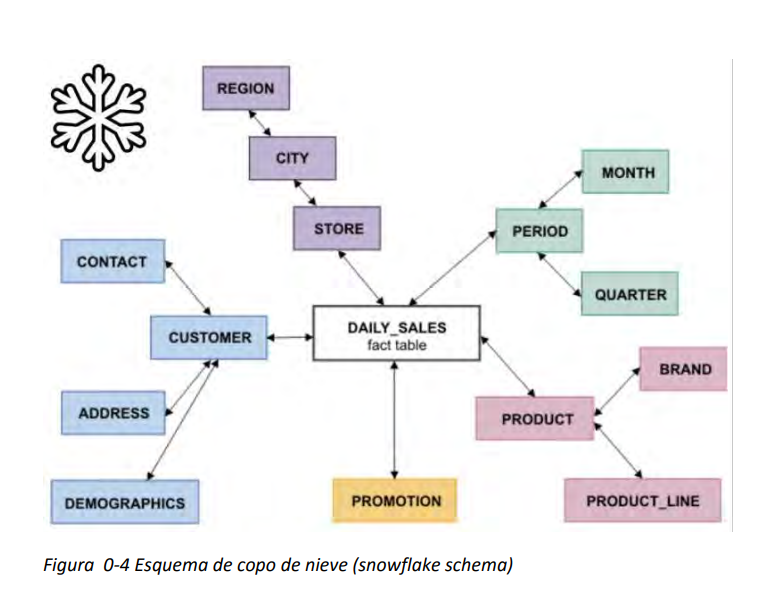 REGION
CITY
STORE
MONTH
PERIOD
QUARTER
CONTACT
CUSTOMER
ADDRESS
DEMOGRAPHICS
DAILY_SALES
fact table
BRAND
PRODUCT
PRODUCT_LINE
PROMOTION
Figura 0-4 Esquema de copo de nieve (snowflake schema)